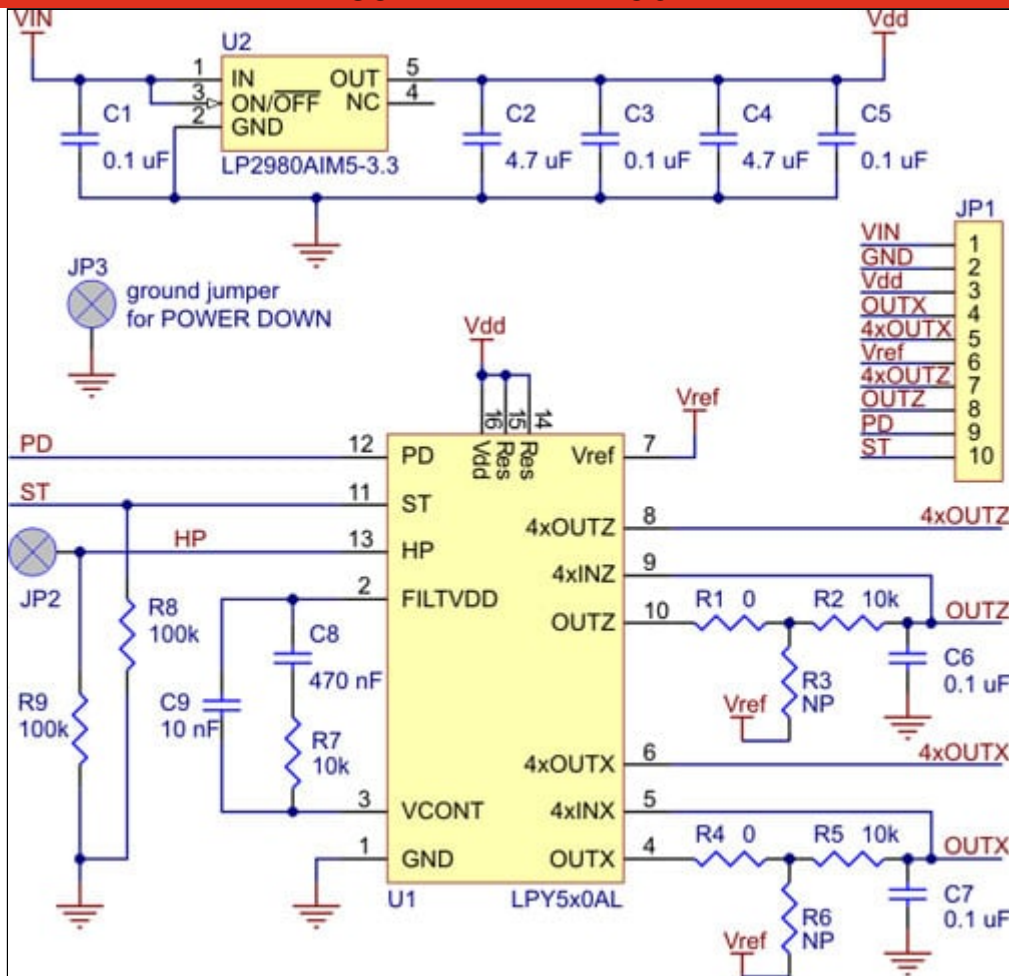 VIN
Vdd
U2
1 IN OUT 5
3 ON/OFF NC 4
2 GND
LP2980AIM5-3.3
C1
0.1 uF
C2
4.7 uF
C3
0.1 uF
C4
4.7 uF
C5
0.1 uF
JP1
VIN 1
GND 2
Vdd 3
OUTX 4
4xOUTX 5
Vref 6
4xOUTZ 7
OUTZ 8
PD 9
ST 10
JP3
ground jumper
for POWER DOWN
Vdd
16 15 14
Vdd Res Res
Vref
PD 12 PD
Vref 7
ST 11 ST
4xOUTZ 8 4xOUTZ
HP 13 HP
JP2
4xINZ 9
2 FILTVDD
OUTZ 10
R1 0
R2 10k
OUTZ
R3
NP
Vref
C6
0.1 uF
R8
100k
R9
100k
C8
470 nF
C9
10 nF
R7
10k
4xOUTX 6 4xOUTX
3 VCONT
4xINX 5
1 GND
OUTX 4
R4 0
R5 10k
OUTX
R6
NP
Vref
C7
0.1 uF
U1
LPY5x0AL